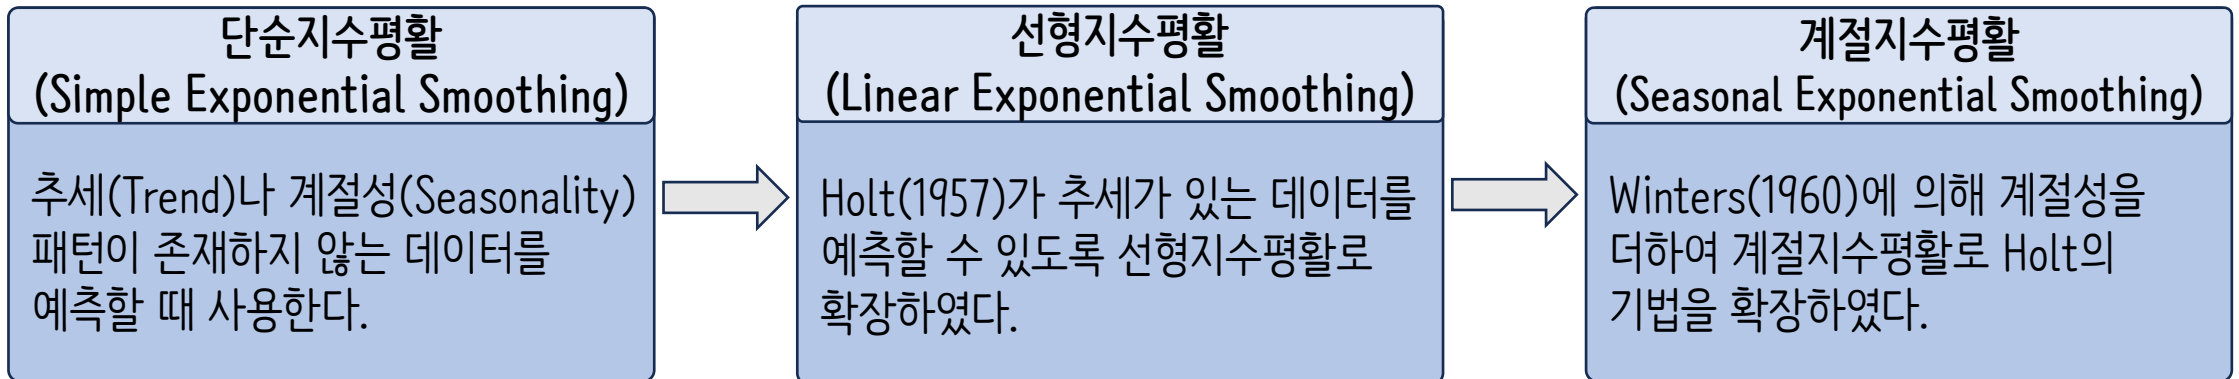 단순지수평활
(Simple Exponential Smoothing)
추세(Trend)나 계절성(Seasonality)
패턴이 존재하지 않는 데이터를
예측할 때 사용한다.
선형지수평활
(Linear Exponential Smoothing)
Holt(1957)가 추세가 있는 데이터를
예측할 수 있도록 선형지수평활로
확장하였다.
계절지수평활
(Seasonal Exponential Smoothing)
Winters(1960)에 의해 계절성을
더하여 계절지수평활로 Holt의
기법을 확장하였다.